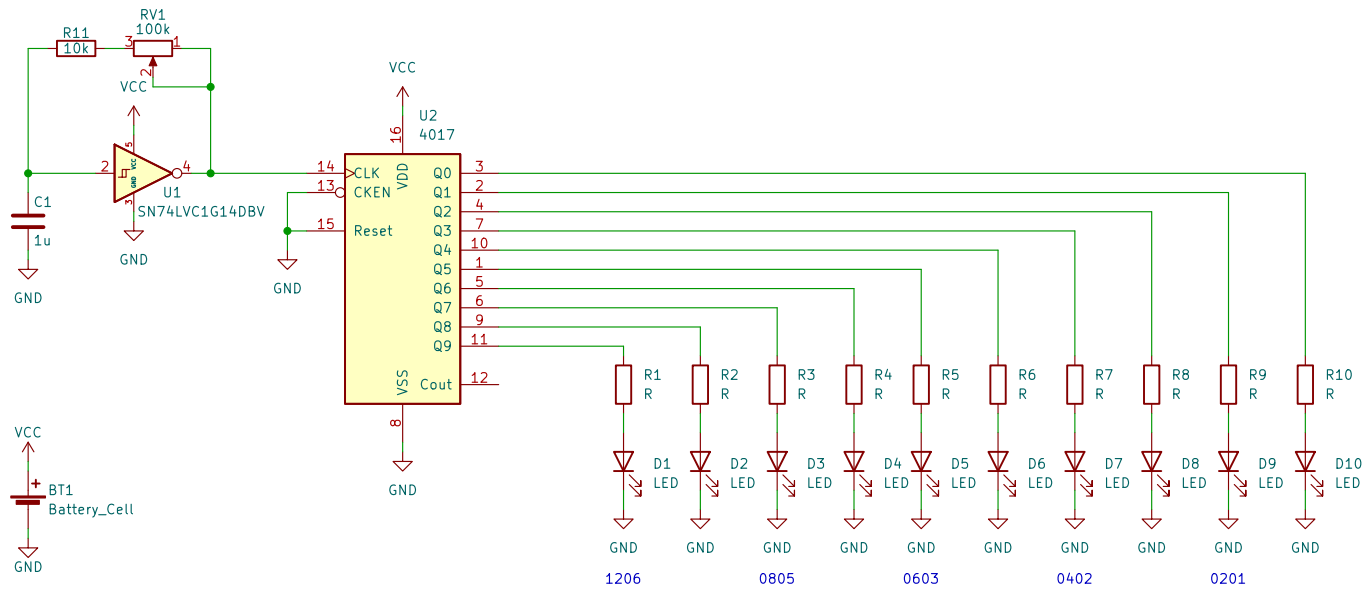 RV1
R11 100k
10k 3 1
2
VCC
VCC
5
VCC
GND
3
2 4
U1
SN74LVC1G14DBV
GND
C1
1u
GND
U2
4017
16
VDD
14 CLK
13 CKEN
15 Reset
GND
Q0 3
Q1 2
Q2 4
Q3 7
Q4 10
Q5 1
Q6 5
Q7 6
Q8 9
Q9 11
Cout 12
VSS
8
GND
R1 R2 R3 R4 R5 R6 R7 R8 R9 R10
R R R R R R R R R R
D1 D2 D3 D4 D5 D6 D7 D8 D9 D10
LED LED LED LED LED LED LED LED LED LED
GND GND GND GND GND GND GND GND GND GND
1206 0805 0603 0402 0201
VCC
+
BT1
Battery_Cell
GND